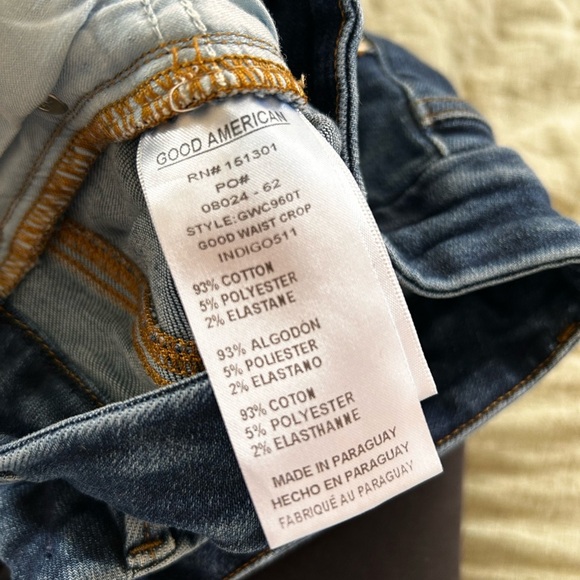 GOOD AMERICAN
RN# 151301
PO#
08024 - 62
STYLE:GWC960T
GOOD WAIST CROP
INDIGO511
93% COTTON
5% POLYESTER
2% ELASTANE
93% ALGODÓN
5% POLIESTER
2% ELASTANO
93% COTON
5% POLYESTER
2% ELASTHANNE
MADE IN PARAGUAY
HECHO EN PARAGUAY
FABRIQUÉ AU PARAGUAY